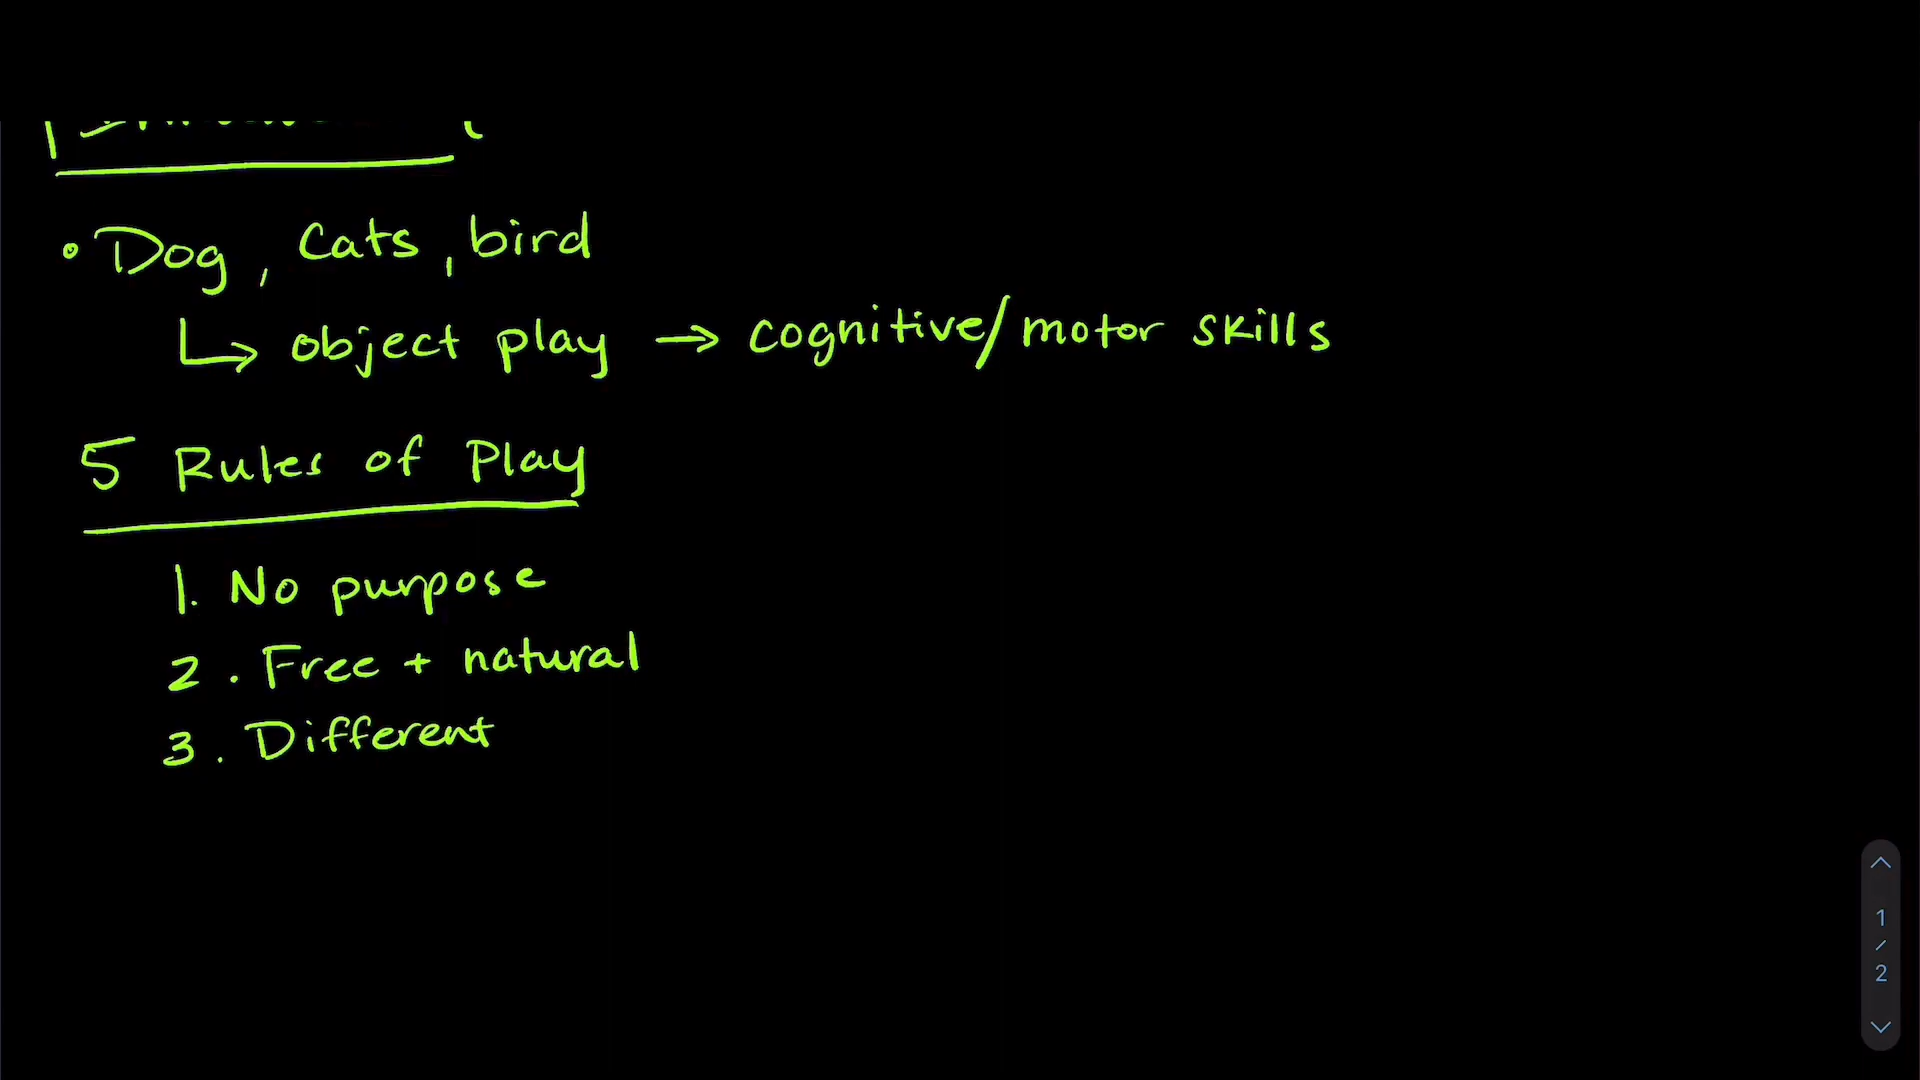 • Dog, Cats, bird
↳ object play → cognitive/motor skills
5 Rules of Play
1. No purpose
2. Free + natural
3. Different
1
/
2